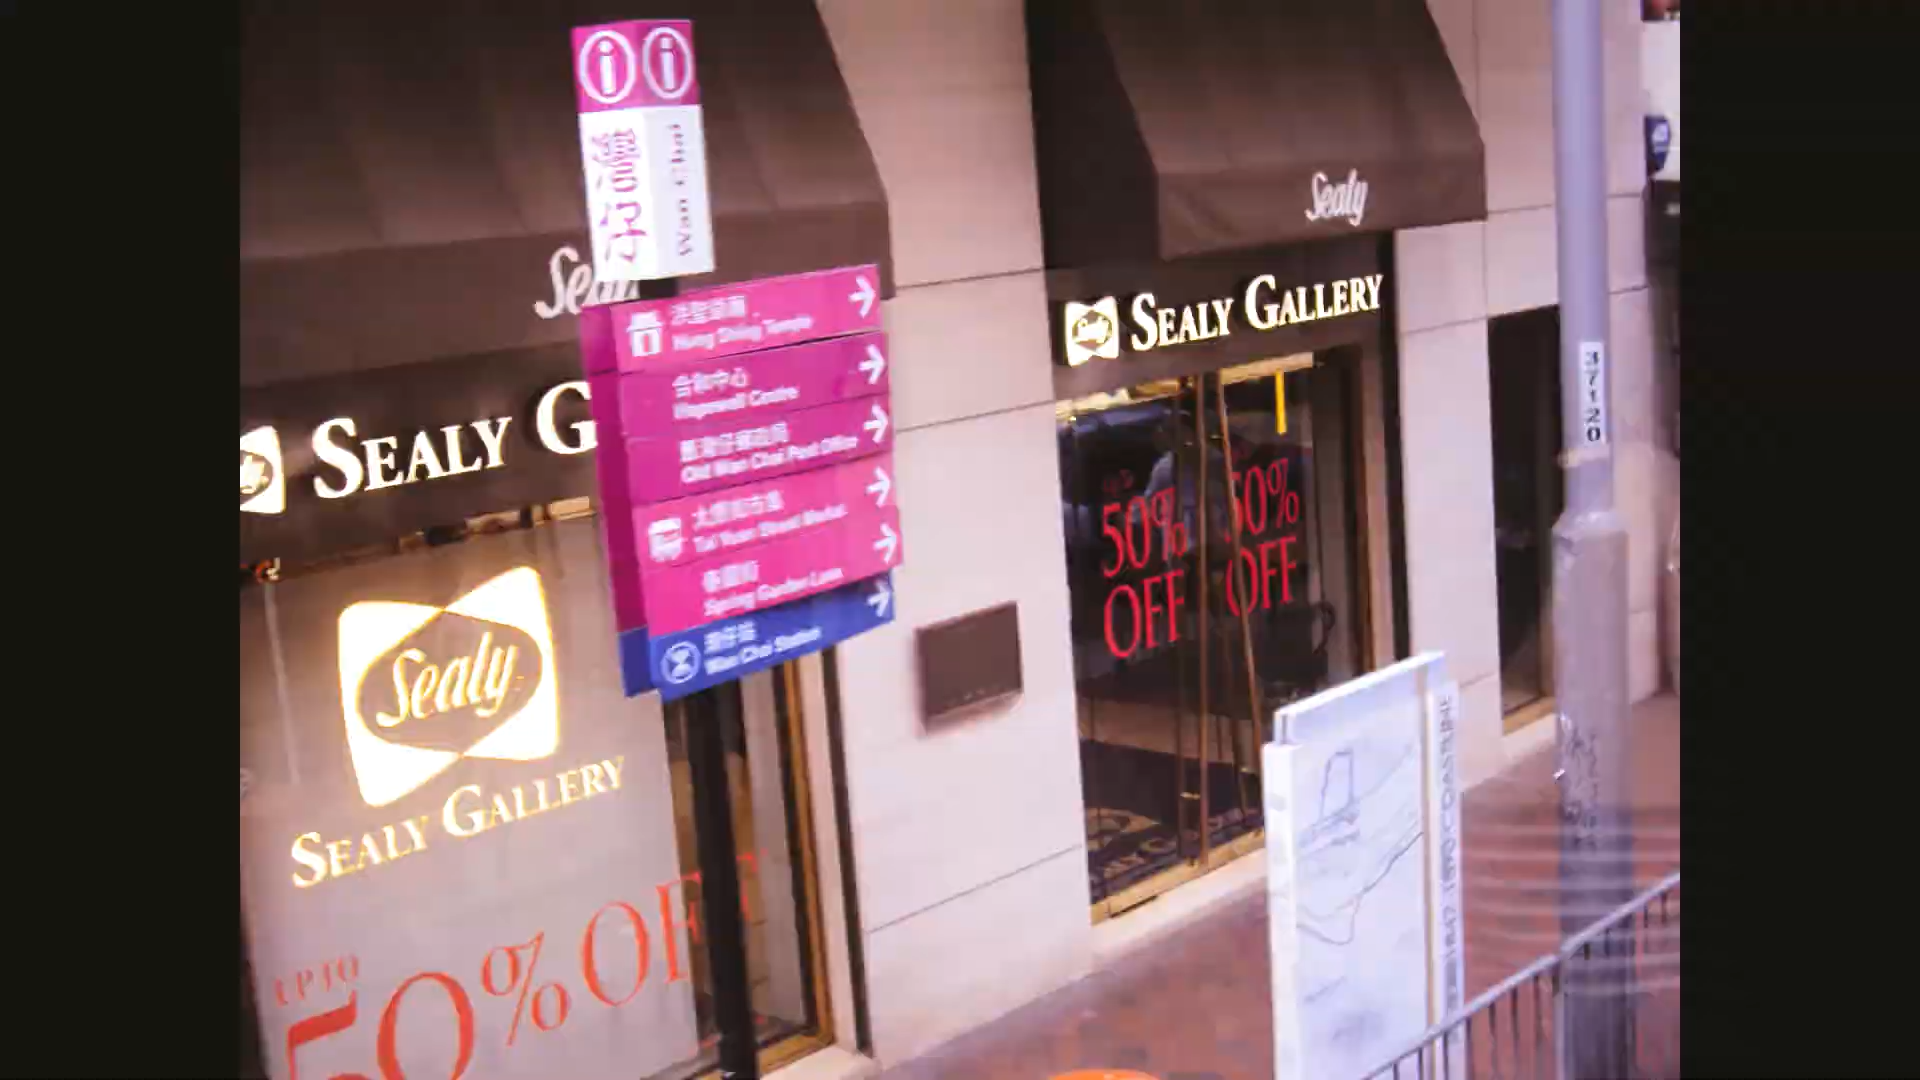 灣仔
Wan Chai
Sealy
SEALY G
洪聖古廟
Hung Shing Temple
合和中心
Hopewell Centre
舊灣仔郵政局
Old Wan Chai Post Office
太原街市集
Tai Yuen Street Market
春園街
Spring Garden Lane
灣仔站
Wan Chai Station
Sealy
SEALY GALLERY
UP TO
50% OFF
Sealy
Sealy
SEALY GALLERY
50%
OFF
50%
OFF
37120
COASTLINE